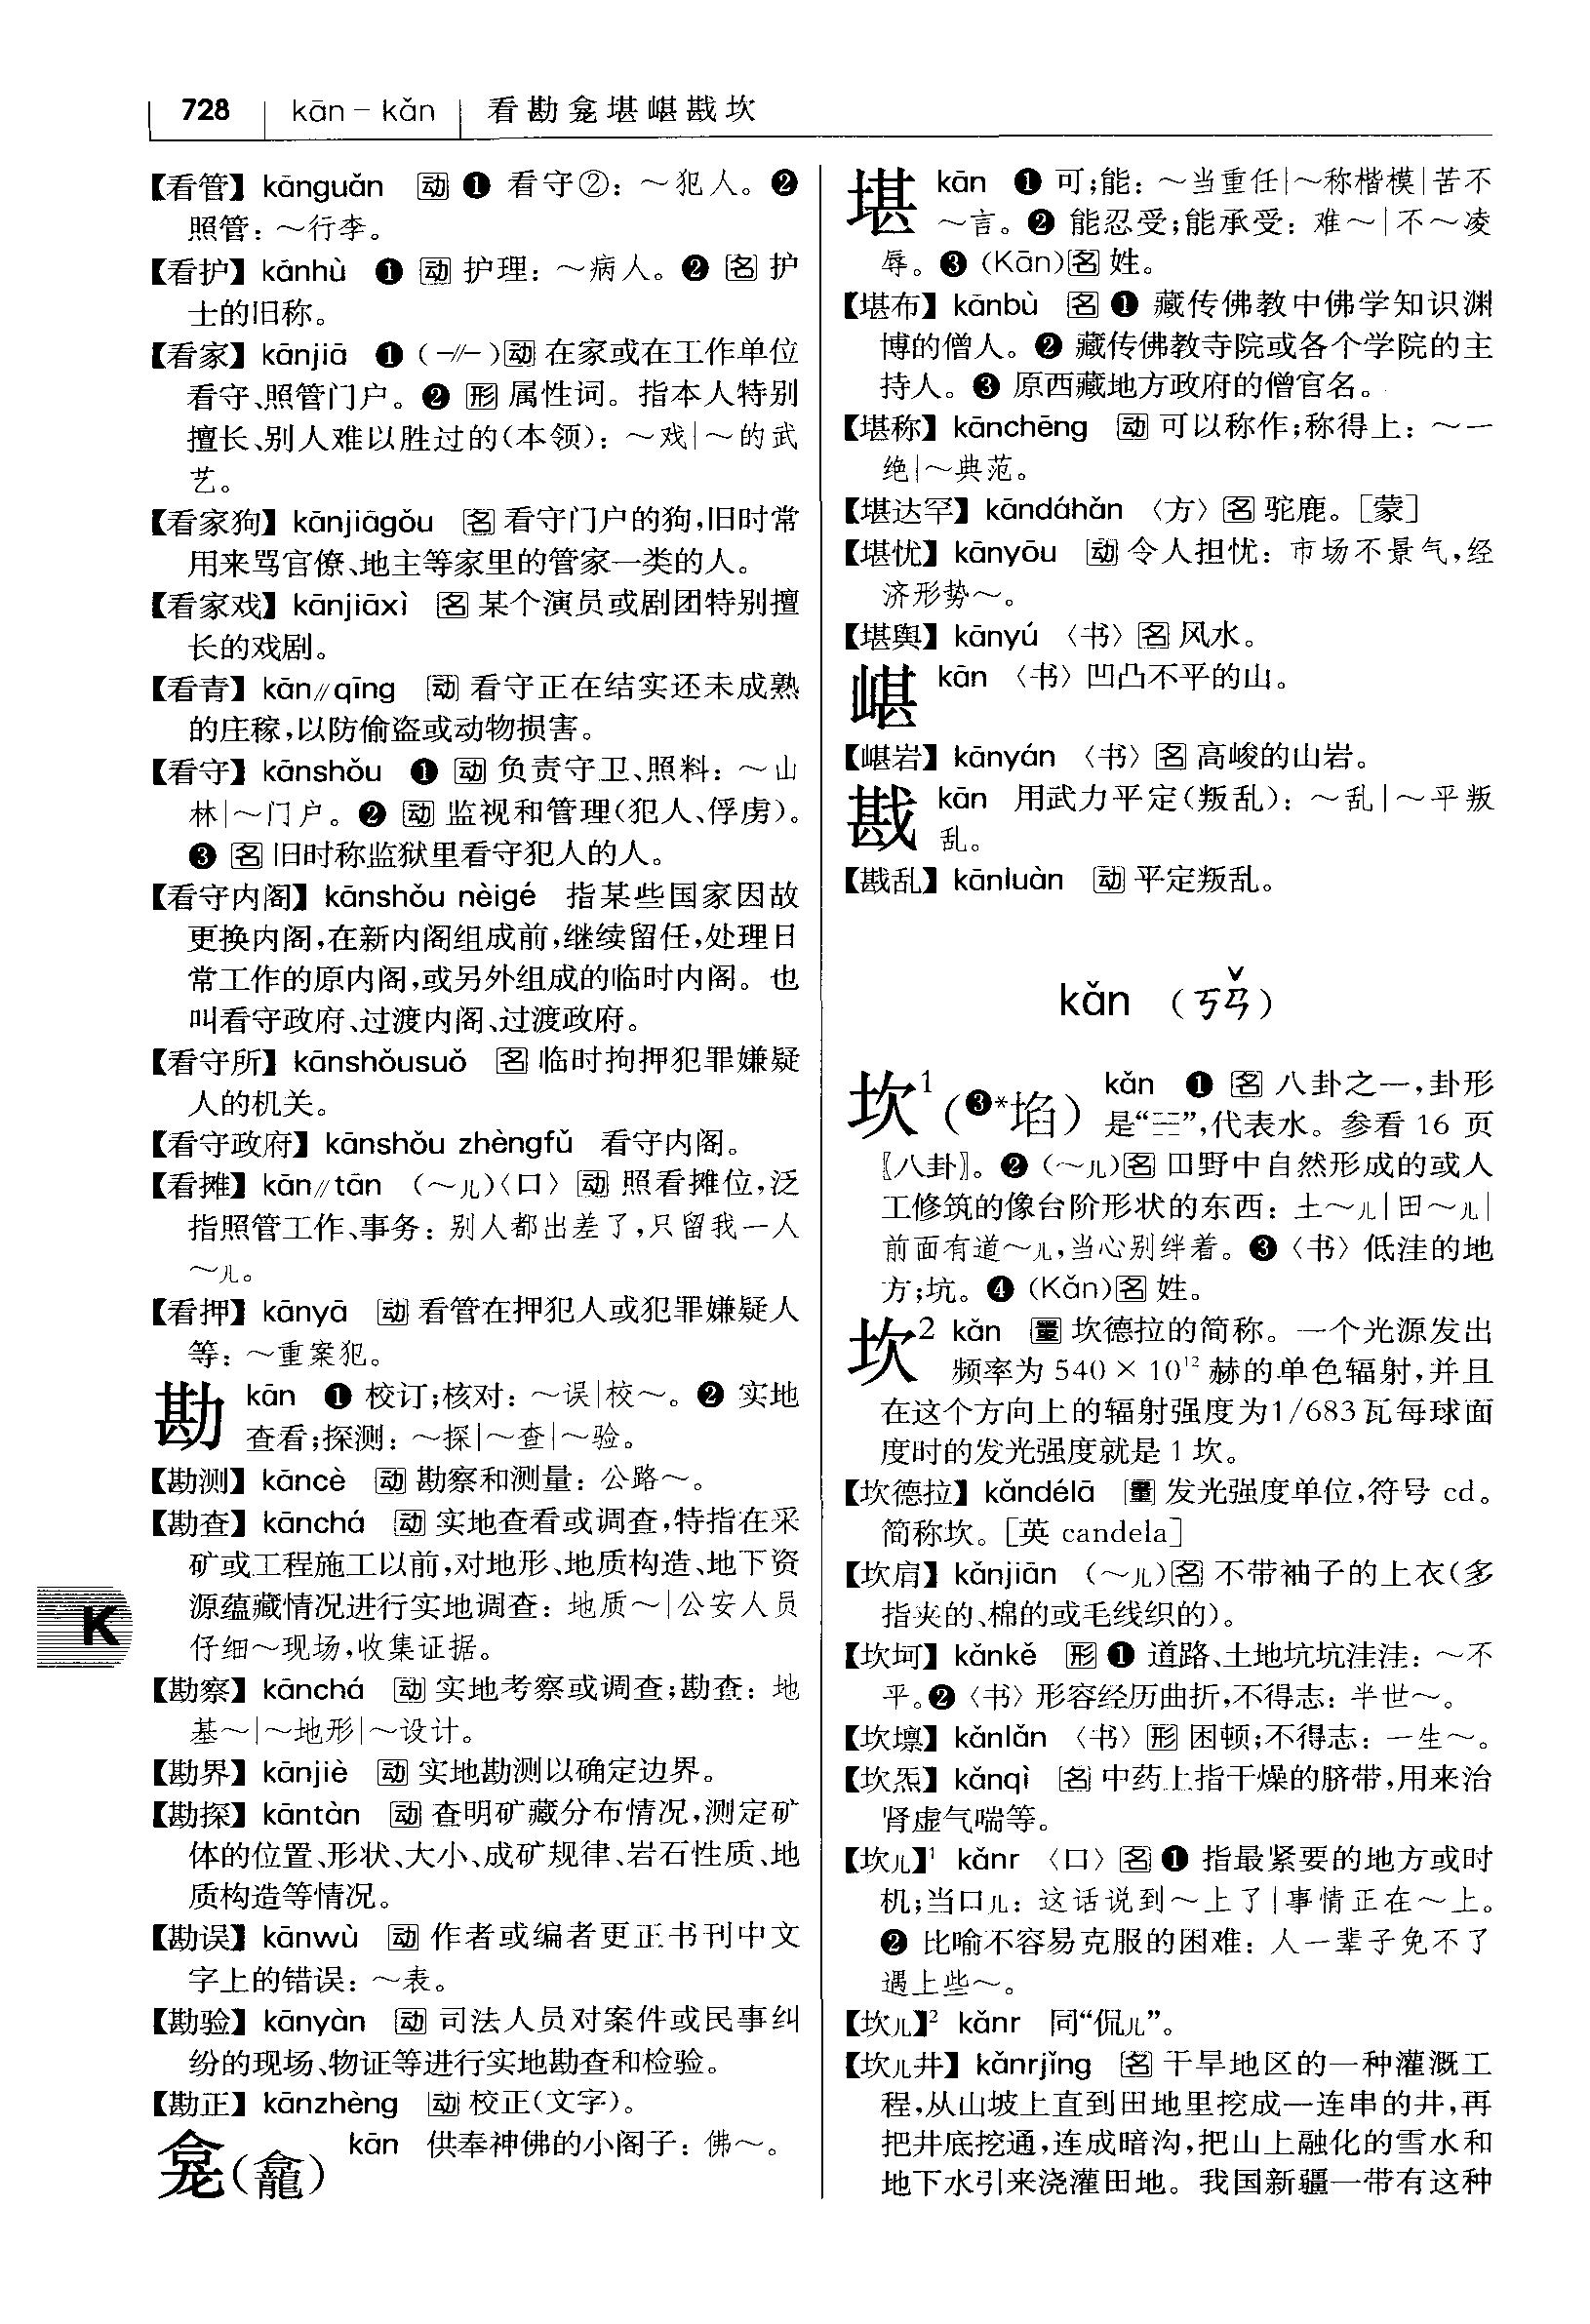 728 kān－kǎn 看勘龛堪嵁戡坎
【看管】kānguǎn 动 ❶ 看守②：～犯人。❷
照管：～行李。
【看护】kānhù ❶ 动 护理：～病人。❷ 名 护
士的旧称。
【看家】kānjiā ❶（-//-）动 在家或在工作单位
看守、照管门户。❷ 形 属性词。指本人特别
擅长、别人难以胜过的（本领）：～戏｜～的武
艺。
【看家狗】kānjiāgǒu 名 看守门户的狗，旧时常
用来骂官僚、地主等家里的管家一类的人。
【看家戏】kānjiāxì 名 某个演员或剧团特别擅
长的戏剧。
【看青】kān//qīng 动 看守正在结实还未成熟
的庄稼，以防偷盗或动物损害。
【看守】kānshǒu ❶ 动 负责守卫、照料：～山
林｜～门户。❷ 动 监视和管理（犯人、俘虏）。
❸ 名 旧时称监狱里看守犯人的人。
【看守内阁】kānshǒu nèigé 指某些国家因故
更换内阁，在新内阁组成前，继续留任，处理日
常工作的原内阁，或另外组成的临时内阁。也
叫看守政府、过渡内阁、过渡政府。
【看守所】kānshǒusuǒ 名 临时拘押犯罪嫌疑
人的机关。
【看守政府】kānshǒu zhèngfǔ 看守内阁。
【看摊】kān//tān （～儿）〈口〉动 照看摊位，泛
指照管工作、事务：别人都出差了，只留我一人
～儿。
【看押】kānyā 动 看管在押犯人或犯罪嫌疑人
等：～重案犯。
勘 kān ❶ 校订；核对：～误｜校～。❷ 实地
查看；探测：～探｜～查｜～验。
【勘测】kāncè 动 勘察和测量：公路～。
【勘查】kānchá 动 实地查看或调查，特指在采
矿或工程施工以前，对地形、地质构造、地下资
源蕴藏情况进行实地调查：地质～｜公安人员
仔细～现场，收集证据。
【勘察】kānchá 动 实地考察或调查；勘查：地
基～｜～地形｜～设计。
【勘界】kānjiè 动 实地勘测以确定边界。
【勘探】kāntàn 动 查明矿藏分布情况，测定矿
体的位置、形状、大小、成矿规律、岩石性质、地
质构造等情况。
【勘误】kānwù 动 作者或编者更正书刊中文
字上的错误：～表。
【勘验】kānyàn 动 司法人员对案件或民事纠
纷的现场、物证等进行实地勘查和检验。
【勘正】kānzhèng 动 校正（文字）。
龛（龕） kān 供奉神佛的小阁子：佛～。
K
堪 kān ❶ 可；能：～当重任｜～称楷模｜苦不
～言。❷ 能忍受；能承受：难～｜不～凌
辱。❸（Kān）名 姓。
【堪布】kānbù 名 ❶ 藏传佛教中佛学知识渊
博的僧人。❷ 藏传佛教寺院或各个学院的主
持人。❸ 原西藏地方政府的僧官名。
【堪称】kānchēng 动 可以称作；称得上：～一
绝｜～典范。
【堪达罕】kāndáhǎn 〈方〉名 驼鹿。［蒙］
【堪忧】kānyōu 动 令人担忧：市场不景气，经
济形势～。
【堪舆】kānyú 〈书〉名 风水。
嵁 kān 〈书〉凹凸不平的山。
【嵁岩】kānyán 〈书〉名 高峻的山岩。
戡 kān 用武力平定（叛乱）：～乱｜～平叛
乱。
【戡乱】kānluàn 动 平定叛乱。
kǎn （ㄎㄢˇ）
坎¹（❸*埳） kǎn ❶ 名 八卦之一，卦形
是“☵”，代表水。参看 16 页
〖八卦〗。❷（～儿）名 田野中自然形成的或人
工修筑的像台阶形状的东西：土～儿｜田～儿｜
前面有道～儿，当心别绊着。❸〈书〉低洼的地
方；坑。❹（Kǎn）名 姓。
坎² kǎn 量 坎德拉的简称。一个光源发出
频率为 540 × 10¹² 赫的单色辐射，并且
在这个方向上的辐射强度为1/683瓦每球面
度时的发光强度就是 1 坎。
【坎德拉】kǎndélā 量 发光强度单位，符号 cd。
简称坎。［英 candela］
【坎肩】kǎnjiān （～儿）名 不带袖子的上衣（多
指夹的、棉的或毛线织的）。
【坎坷】kǎnkě 形 ❶ 道路、土地坑坑洼洼：～不
平。❷〈书〉形容经历曲折，不得志：半世～。
【坎壈】kǎnlǎn 〈书〉形 困顿；不得志：一生～。
【坎炁】kǎnqì 名 中药上指干燥的脐带，用来治
肾虚气喘等。
【坎儿】¹ kǎnr 〈口〉名 ❶ 指最紧要的地方或时
机；当口儿：这话说到～上了｜事情正在～上。
❷ 比喻不容易克服的困难：人一辈子免不了
遇上些～。
【坎儿】² kǎnr 同“侃儿”。
【坎儿井】kǎnrjǐng 名 干旱地区的一种灌溉工
程，从山坡上直到田地里挖成一连串的井，再
把井底挖通，连成暗沟，把山上融化的雪水和
地下水引来浇灌田地。我国新疆一带有这种